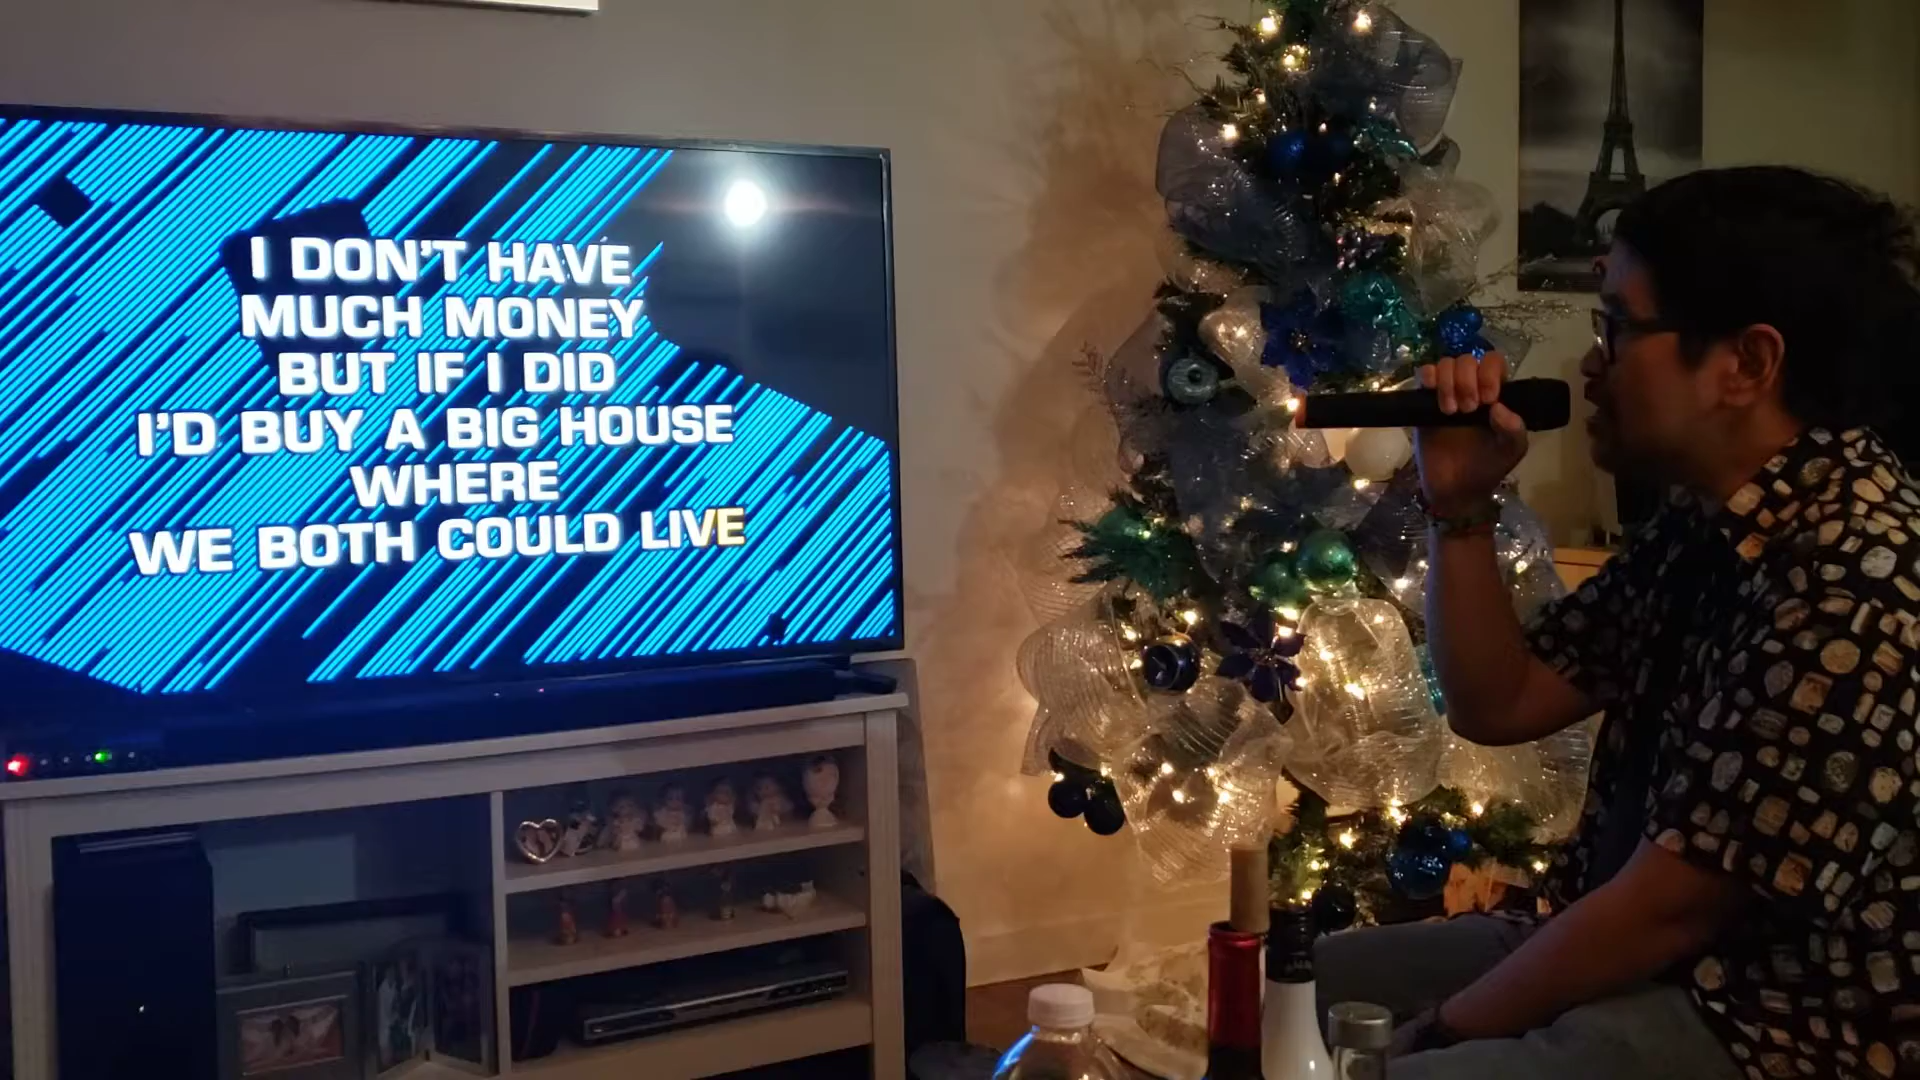 I DON'T HAVE
MUCH MONEY
BUT IF I DID
I'D BUY A BIG HOUSE
WHERE
WE BOTH COULD LIVE